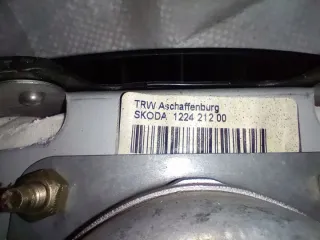 TRW Aschaffenburg
SKODA 1224 212 00